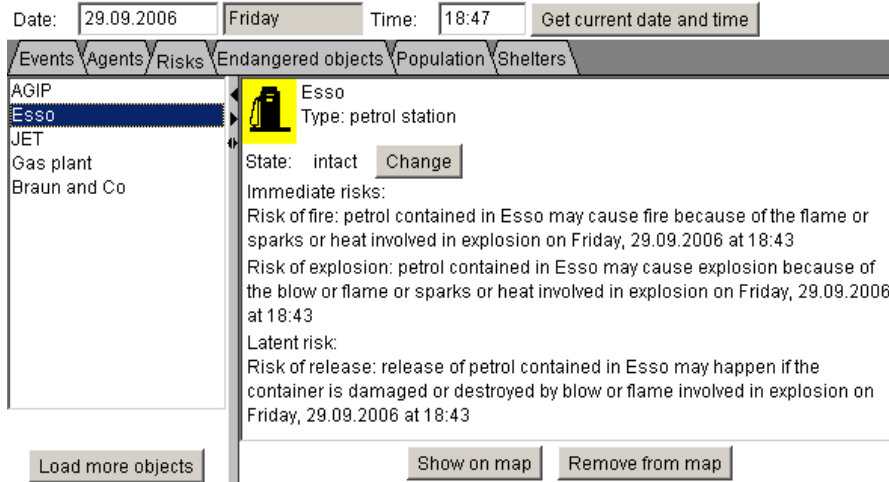 Date: 29.09.2006 Friday Time: 18:47 Get current date and time
Events Agents Risks Endangered objects Population Shelters
AGIP
Esso
JET
Gas plant
Braun and Co
Load more objects
Esso
Type: petrol station
State: intact Change
Immediate risks:
Risk of fire: petrol contained in Esso may cause fire because of the flame or
sparks or heat involved in explosion on Friday, 29.09.2006 at 18:43
Risk of explosion: petrol contained in Esso may cause explosion because of
the blow or flame or sparks or heat involved in explosion on Friday, 29.09.2006
at 18:43
Latent risk:
Risk of release: release of petrol contained in Esso may happen if the
container is damaged or destroyed by blow or flame involved in explosion on
Friday, 29.09.2006 at 18:43
Show on map Remove from map